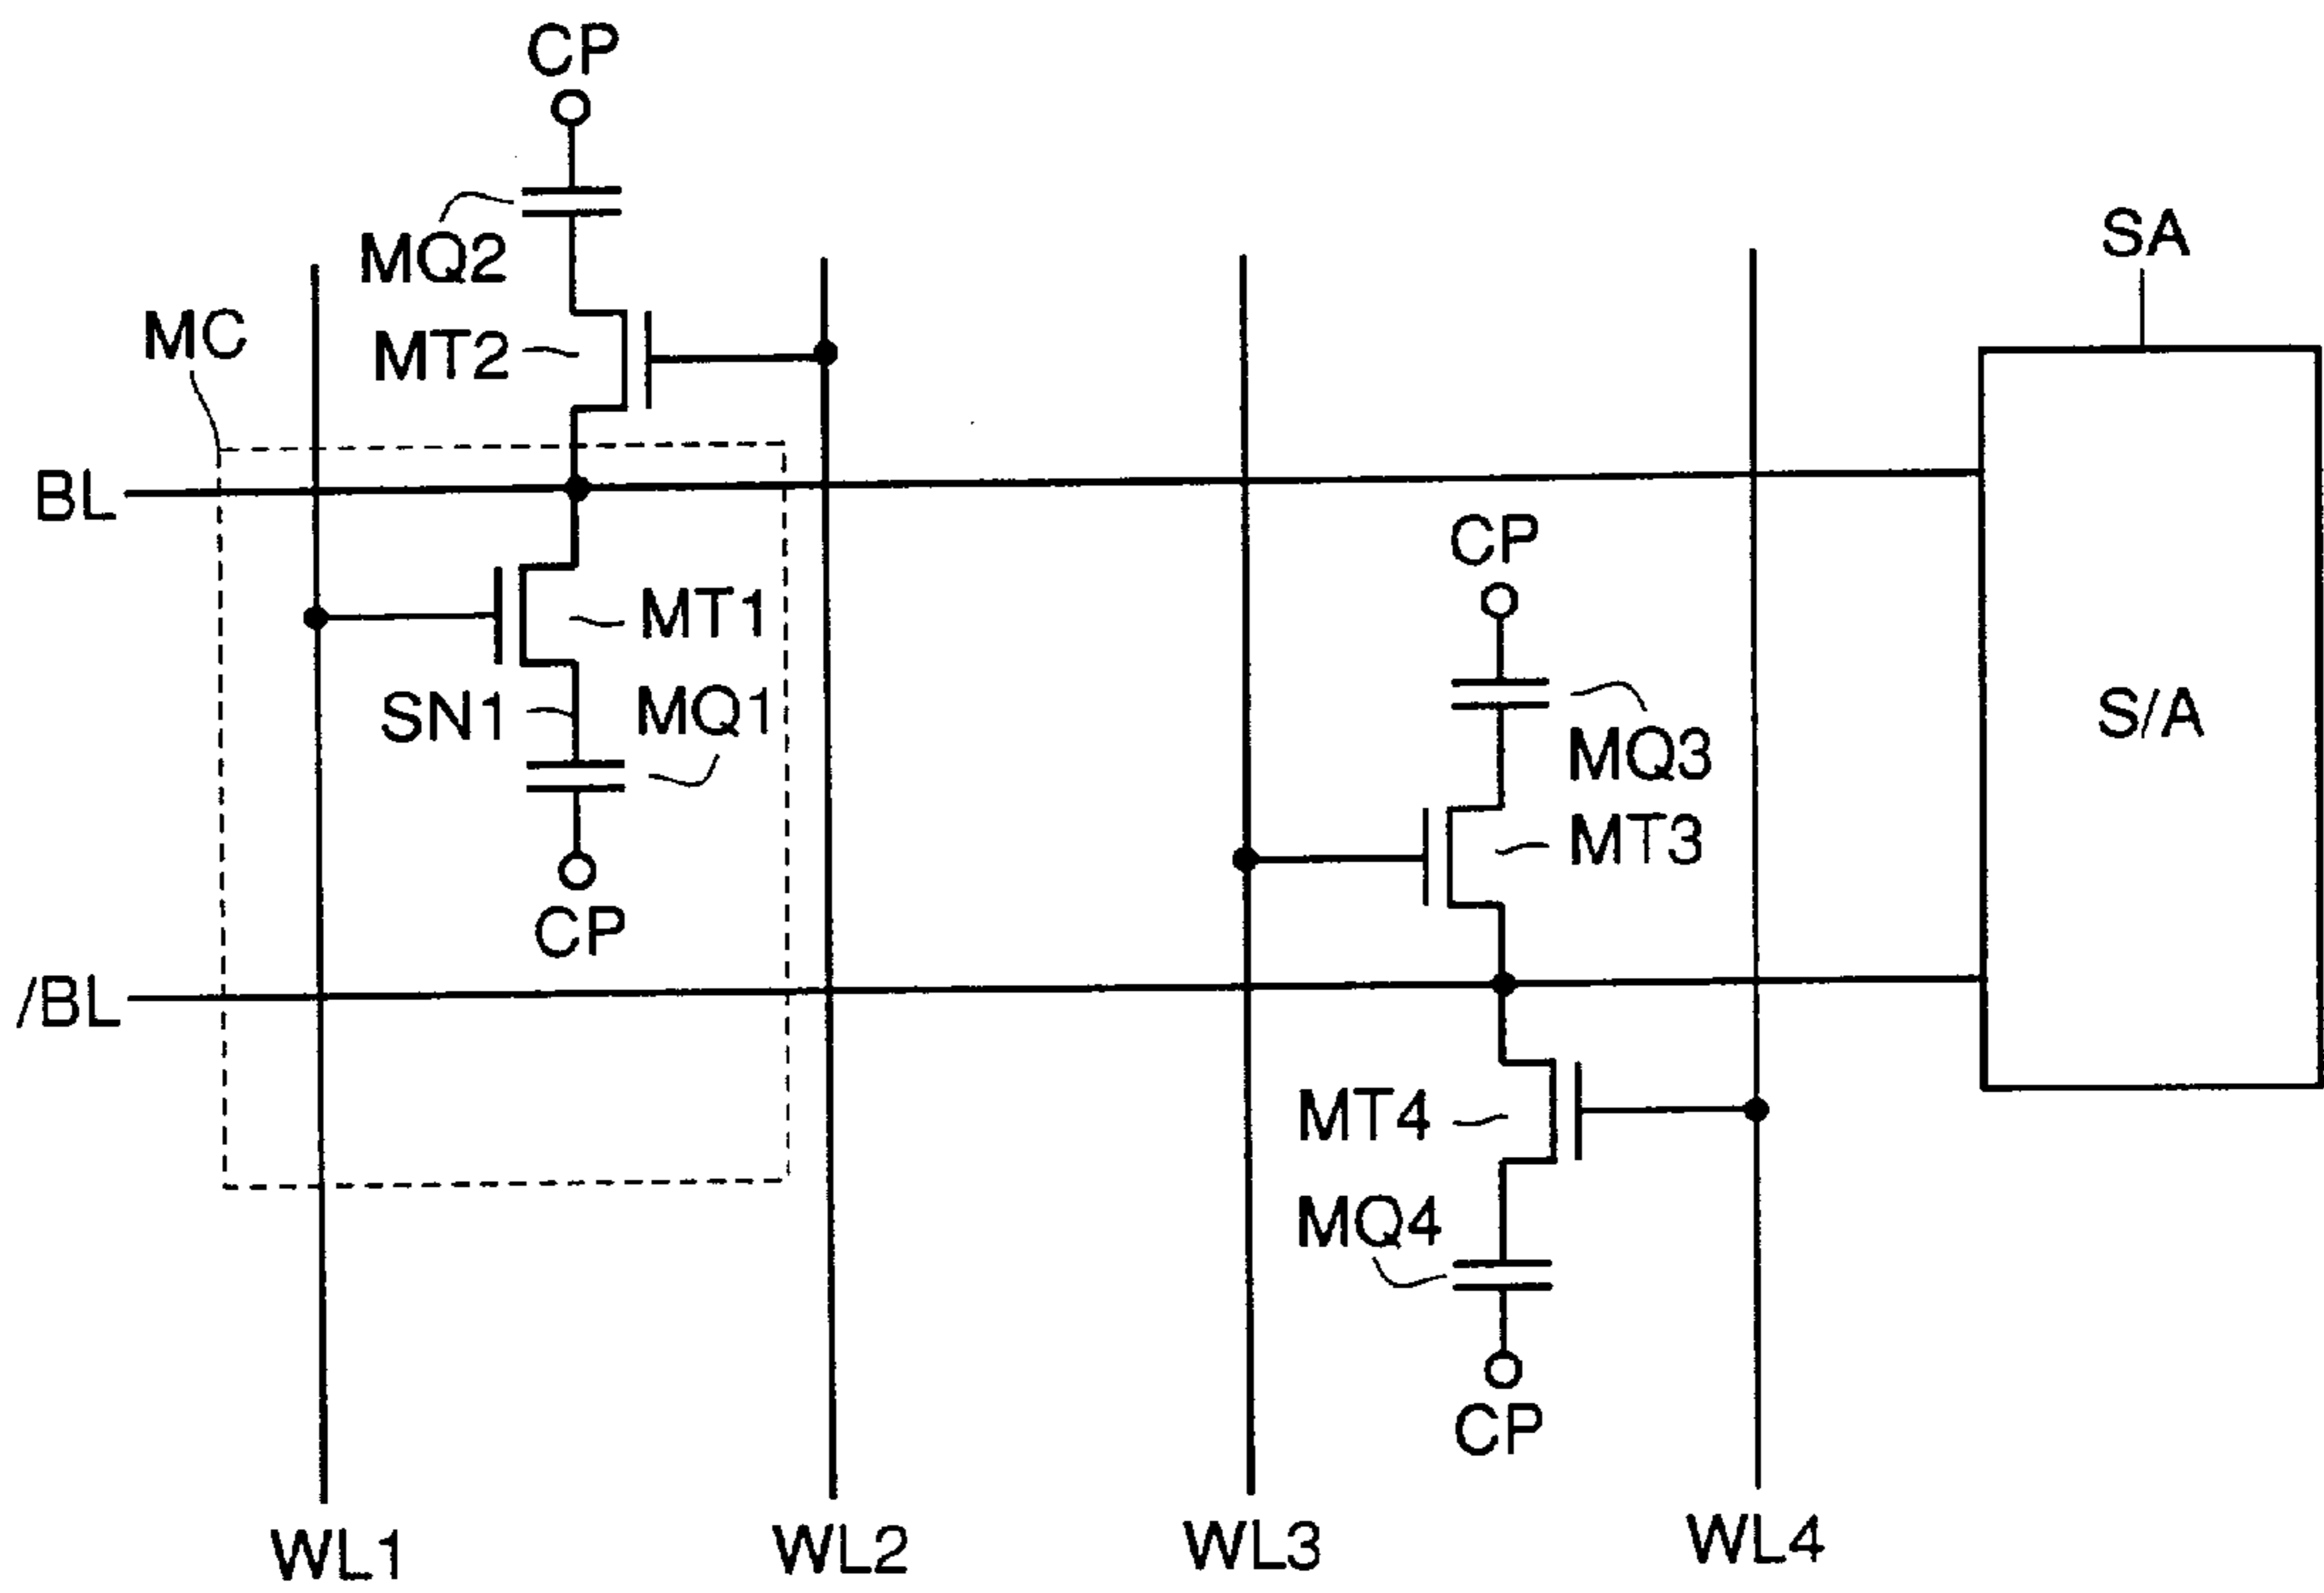 CP
MQ2
SA
MC
MT2
BL
CP
MT1
SN1
MQ1
S/A
MQ3
MT3
CP
/BL
MT4
MQ4
CP
WL1
WL2
WL3
WL4